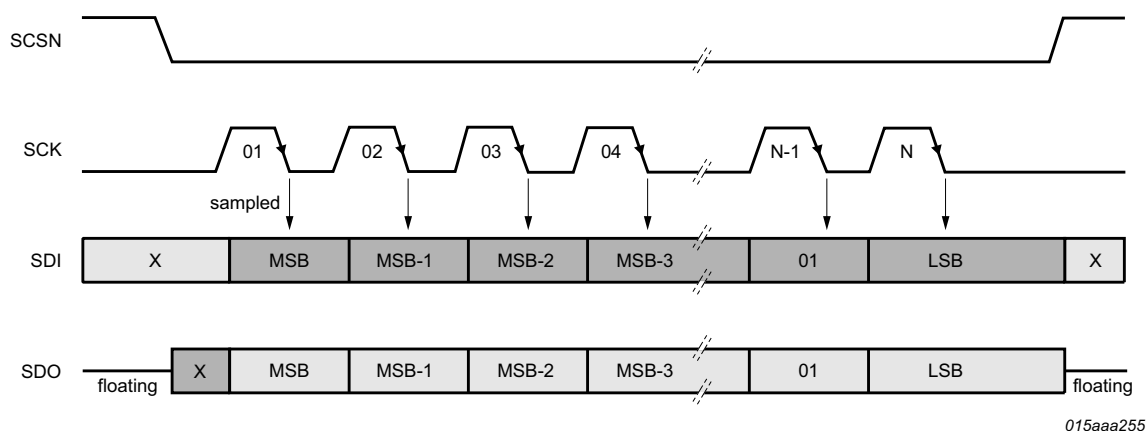 SCSN
SCK 01 02 03 04 N-1 N
sampled
SDI X MSB MSB-1 MSB-2 MSB-3 01 LSB X
SDO X MSB MSB-1 MSB-2 MSB-3 01 LSB
floating floating
015aaa255